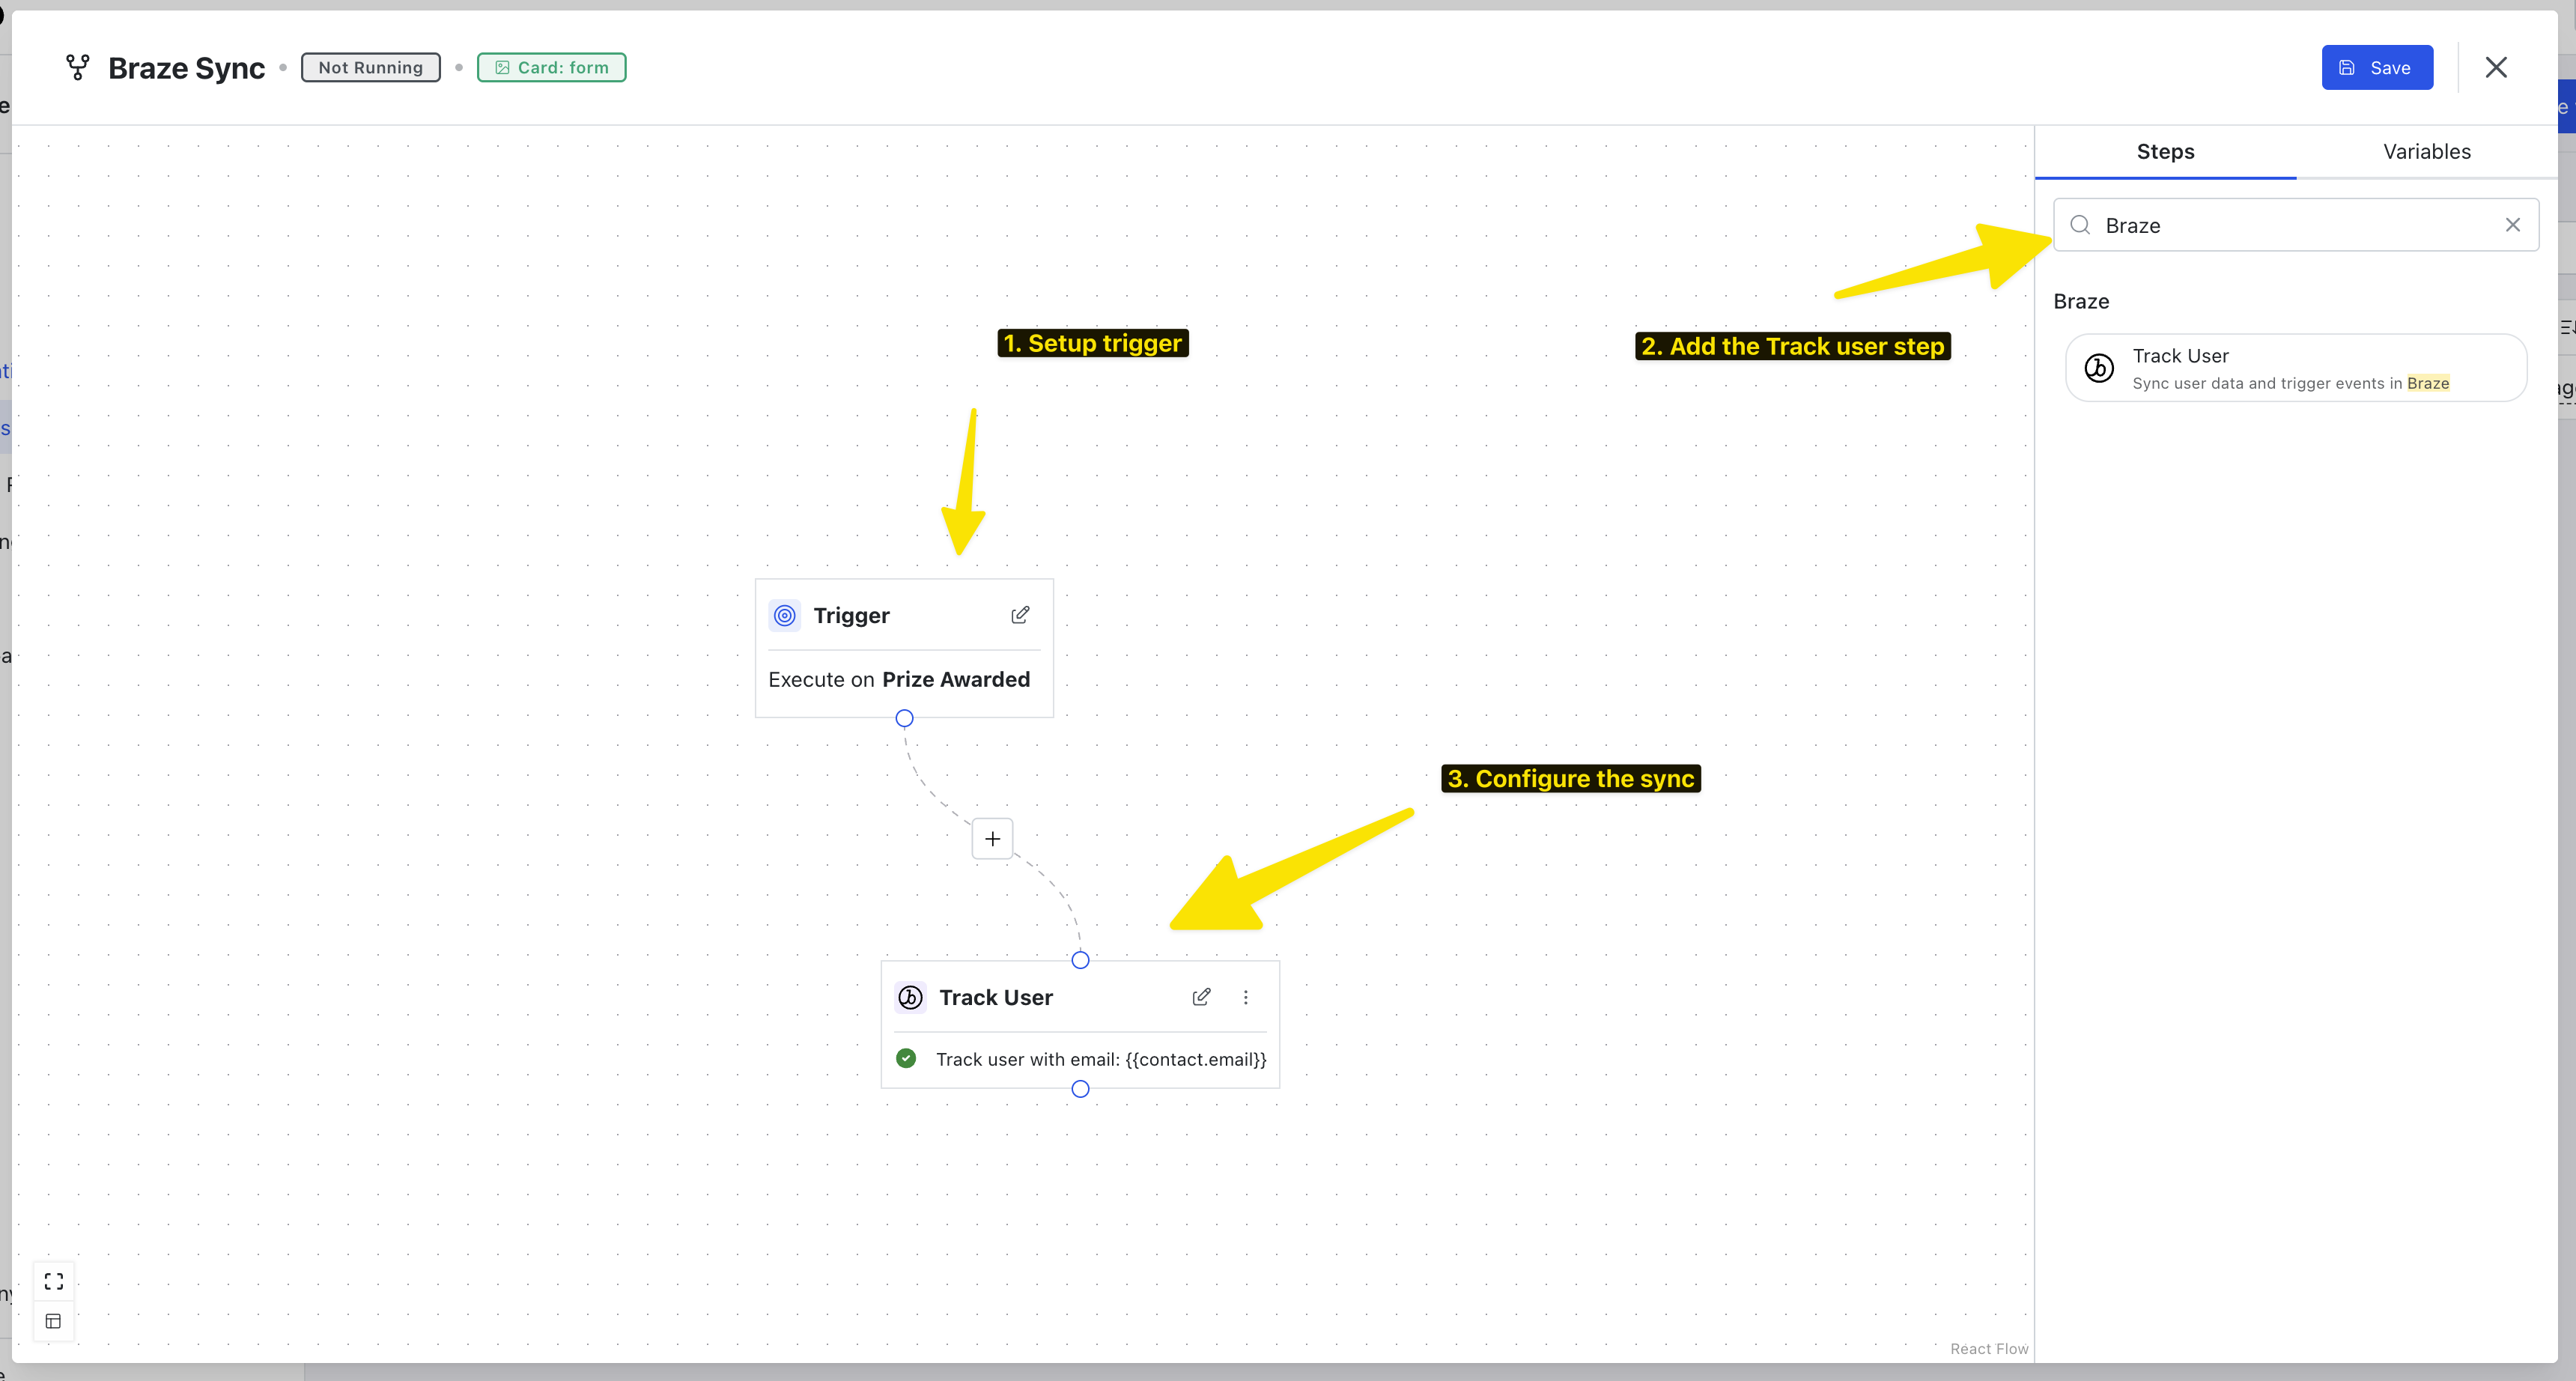 Braze Sync
Not Running
Card: form
Save
Steps
Variables
Braze
Braze
Track User
Sync user data and trigger events in Braze
1. Setup trigger
2. Add the Track user step
Trigger
Execute on Prize Awarded
3. Configure the sync
Track User
Track user with email: {{contact.email}}
React Flow